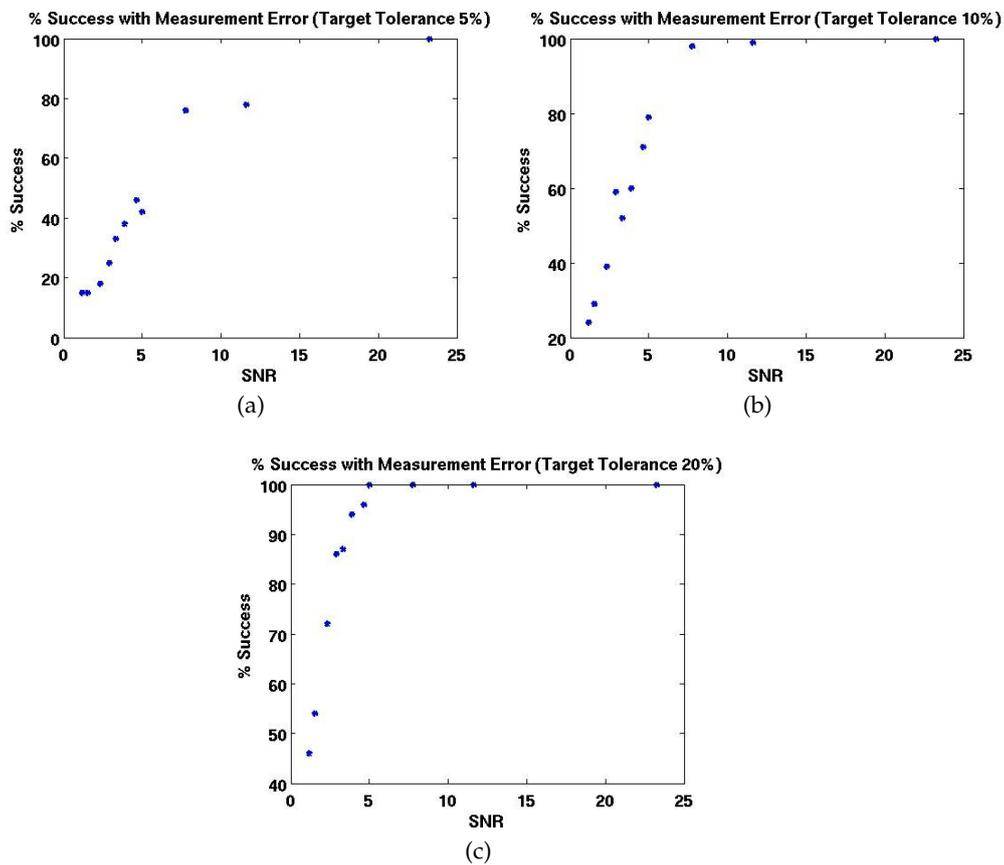 % Success with Measurement Error (Target Tolerance 5%)
100
80
60
40
20
0
% Success
0 5 10 15 20 25
SNR
(a)
% Success with Measurement Error (Target Tolerance 10%)
100
80
60
40
20
% Success
0 5 10 15 20 25
SNR
(b)
% Success with Measurement Error (Target Tolerance 20%)
100
90
80
70
60
50
40
% Success
0 5 10 15 20 25
SNR
(c)